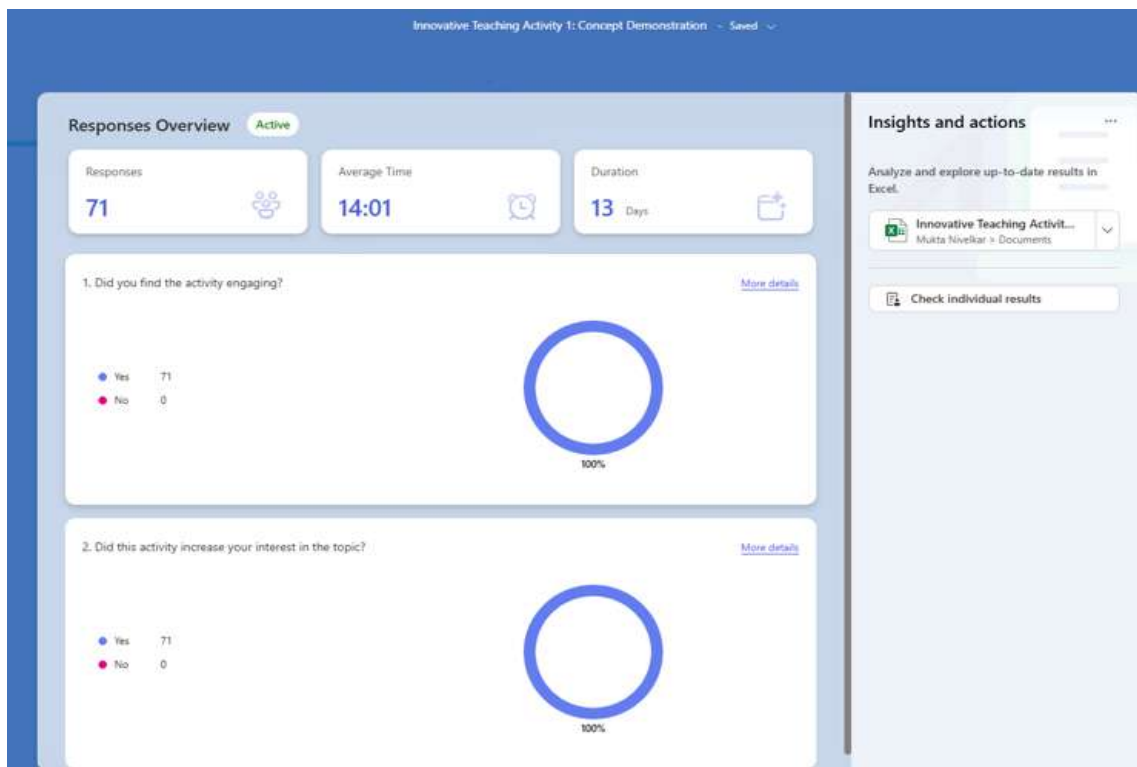 Innovative Teaching Activity 1: Concept Demonstration - Saved
Responses Overview Active
Responses
71
Average Time
14:01
Duration
13 Days
1. Did you find the activity engaging?
More details
Yes 71
No 0
100%
2. Did this activity increase your interest in the topic?
More details
Yes 71
No 0
100%
Insights and actions ...
Analyze and explore up-to-date results in
Excel.
Innovative Teaching Activit...
Mukta Nivelkar > Documents
Check individual results